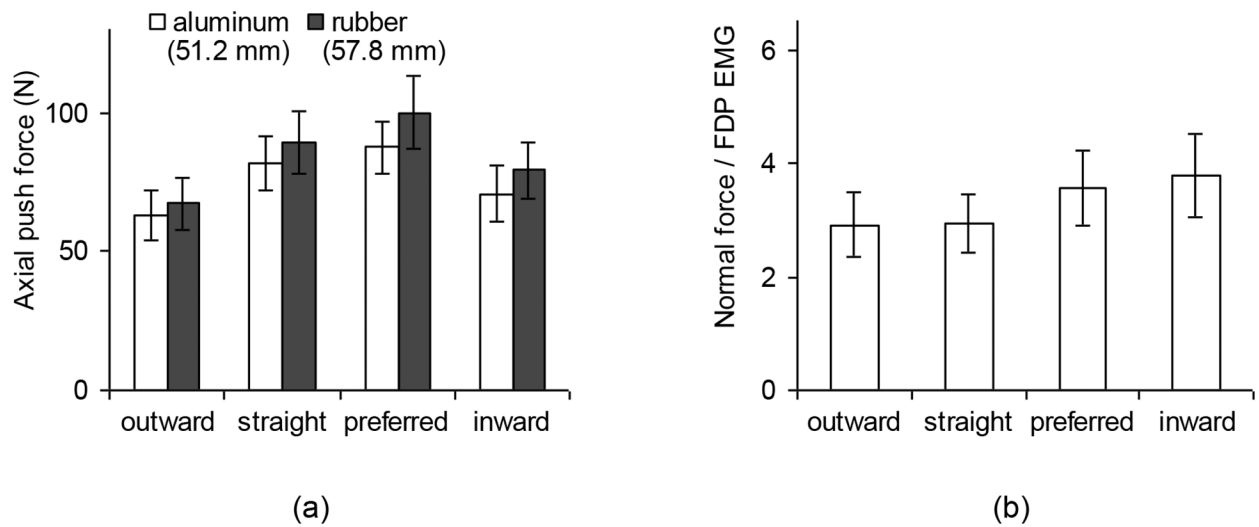 aluminum rubber
(51.2 mm) (57.8 mm)
Axial push force (N)
100
50
0
outward straight preferred inward
(a)
Normal force / FDP EMG
6
4
2
0
outward straight preferred inward
(b)